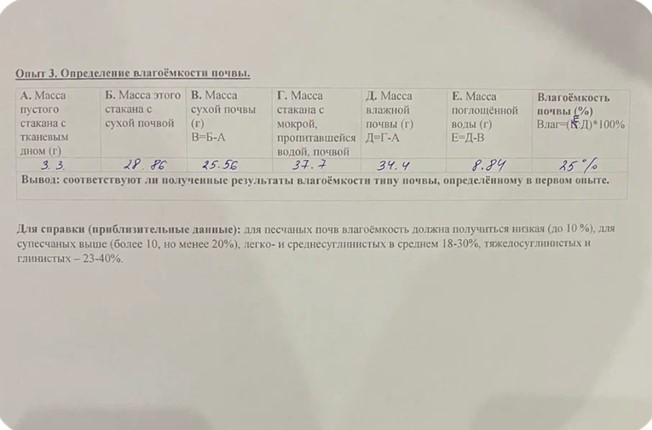 Опыт 3. Определение влагоёмкости почвы.
А. Масса
пустого
стакана с
тканевым
дном (г)
Б. Масса этого
стакана с
сухой почвой
В. Масса
сухой почвы
(г)
В=Б-А
Г. Масса
стакана с
мокрой,
пропитавшейся
водой, почвой
Д. Масса
влажной
почвы (г)
Д=Г-А
Е. Масса
поглощённой
воды (г)
Е=Д-В
Влагоёмкость
почвы (%)
Влаг=(Е:Д)*100%
3.3
28.86
25.56
37.7
34.4
8.84
25%
Вывод: соответствуют ли полученные результаты влагоёмкости типу почвы, определённому в первом опыте.
Для справки (приблизительные данные): для песчаных почв влагоёмкость должна получиться низкая (до 10 %), для
супесчаных выше (более 10, но менее 20%), легко- и среднесуглинистых в среднем 18-30%, тяжелосуглинистых и
глинистых – 23-40%.